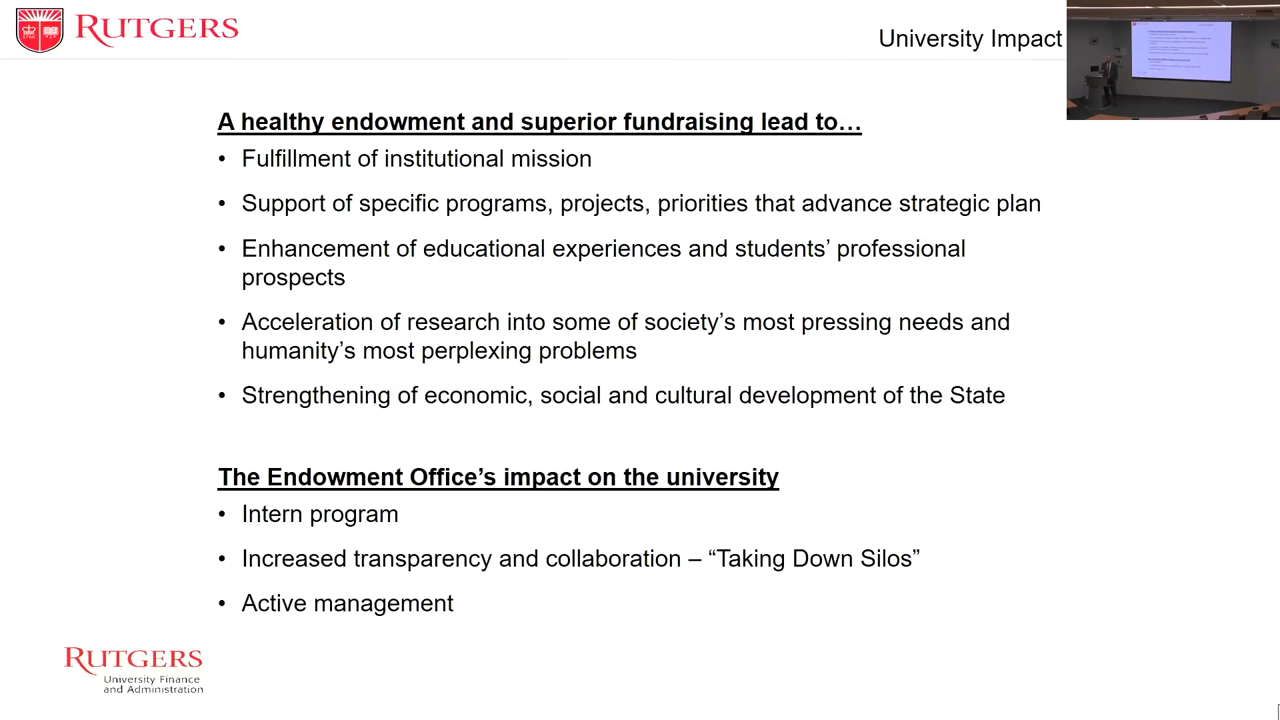 RUTGERS
University Impact
A healthy endowment and superior fundraising lead to…
• Fulfillment of institutional mission
• Support of specific programs, projects, priorities that advance strategic plan
• Enhancement of educational experiences and students’ professional
prospects
• Acceleration of research into some of society’s most pressing needs and
humanity’s most perplexing problems
• Strengthening of economic, social and cultural development of the State
The Endowment Office’s impact on the university
• Intern program
• Increased transparency and collaboration – “Taking Down Silos”
• Active management
RUTGERS
University Finance
and Administration